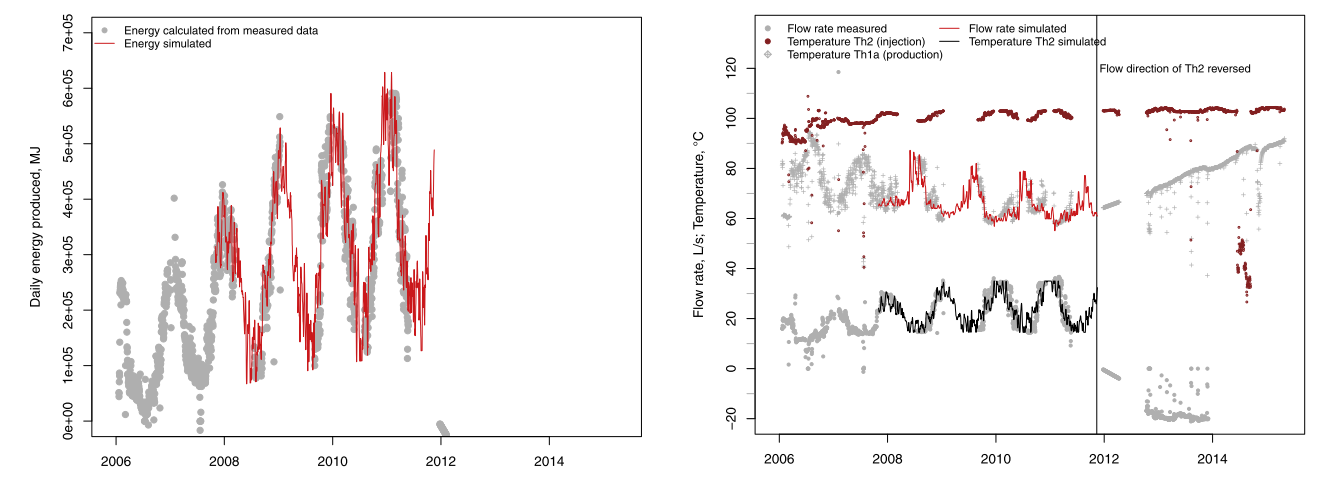 Energy calculated from measured data
Energy simulated
Daily energy produced, MJ
7e+05
6e+05
5e+05
4e+05
3e+05
2e+05
1e+05
0e+00
2006 2008 2010 2012 2014
Flow rate measured
Temperature Th2 (injection)
Temperature Th1a (production)
Flow rate simulated
Temperature Th2 simulated
Flow direction of Th2 reversed
Flow rate, L/s; Temperature, °C
120
100
80
60
40
20
0
-20
2006 2008 2010 2012 2014